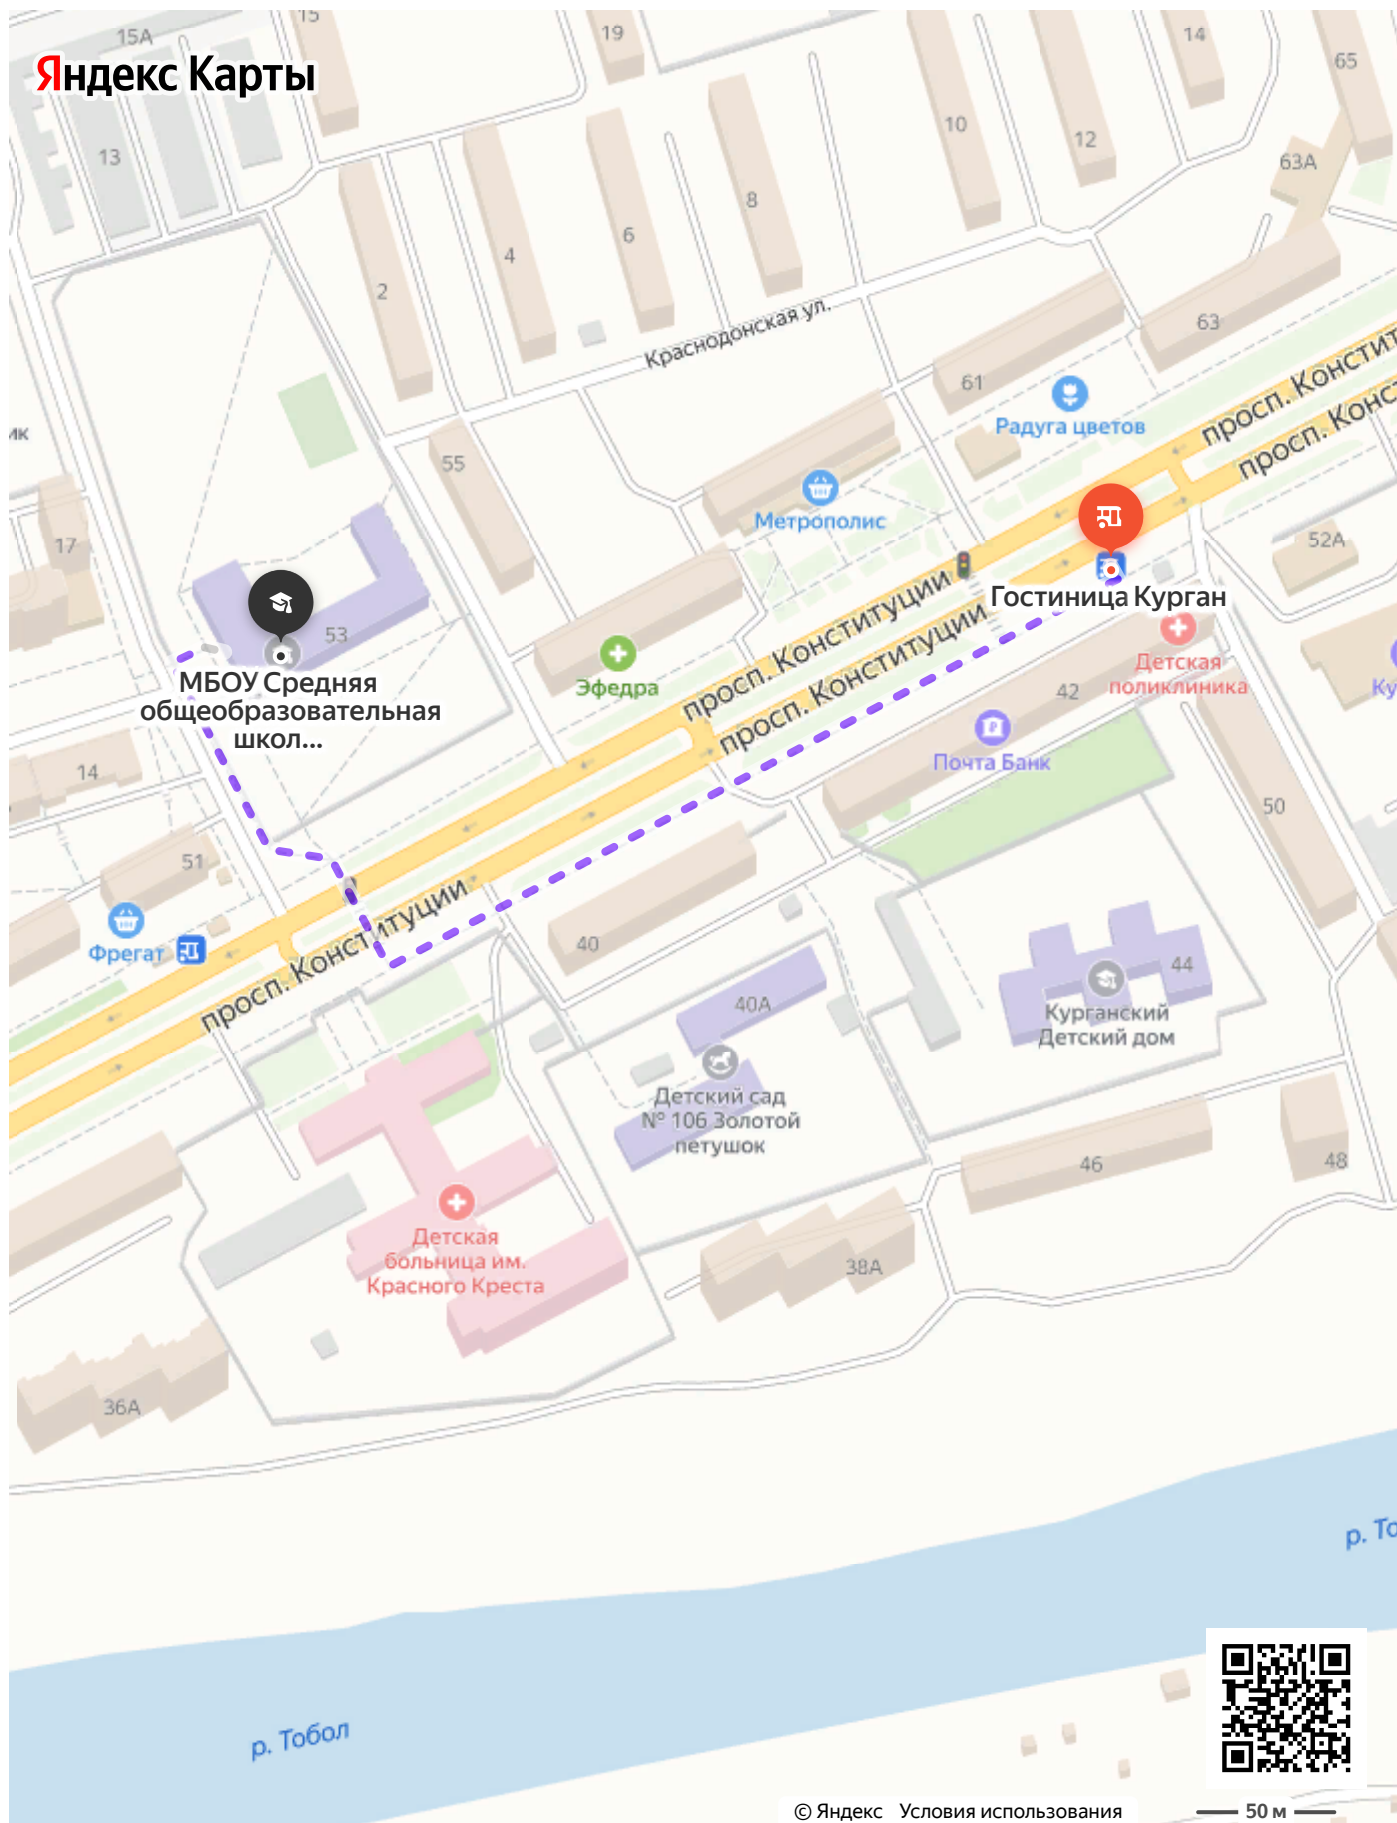 15А
15
19
14
65
Яндекс Карты
13
10
12
63А
8
6
4
2
Краснодонская ул.
63
61
Радуга цветов
просп. Констит
просп. Конс
ик
55
Метрополис
17
52А
просп. Конституции
просп. Конституции
Гостиница Курган
53
Эфедра
Детская
поликлиника
Ку
МБОУ Средняя
общеобразовательная
школ...
42
Почта Банк
14
50
51
просп. Конституции
Фрегат
40
44
40А
Курганский
Детский дом
Детский сад
№ 106 Золотой
петушок
46
48
Детская
больница им.
Красного Креста
38А
36А
р. То
р. Тобол
© Яндекс Условия использования
50 м